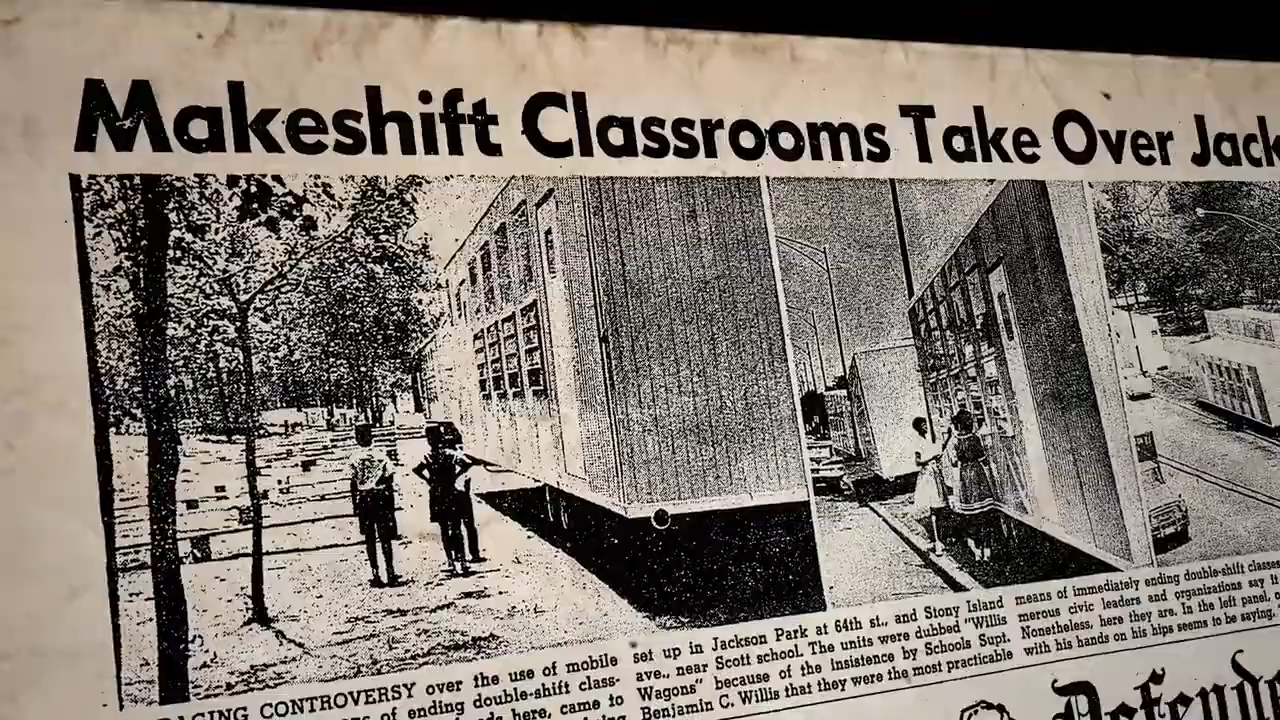 Makeshift Classrooms Take Over Jack
RAGING CONTROVERSY over the use of mobile
of ending double-shift class-
here, came to
set up in Jackson Park at 64th st., and Stony Island
ave., near Scott school. The units were dubbed "Willis
Wagons" because of the insistence by Schools Supt.
Benjamin C. Willis that they were the most practicable
means of immediately ending double-shift classes
merous civic leaders and organizations say it
Nonetheless, here they are. In the left panel,
with his hands on his hips seems to be saying,
Defende